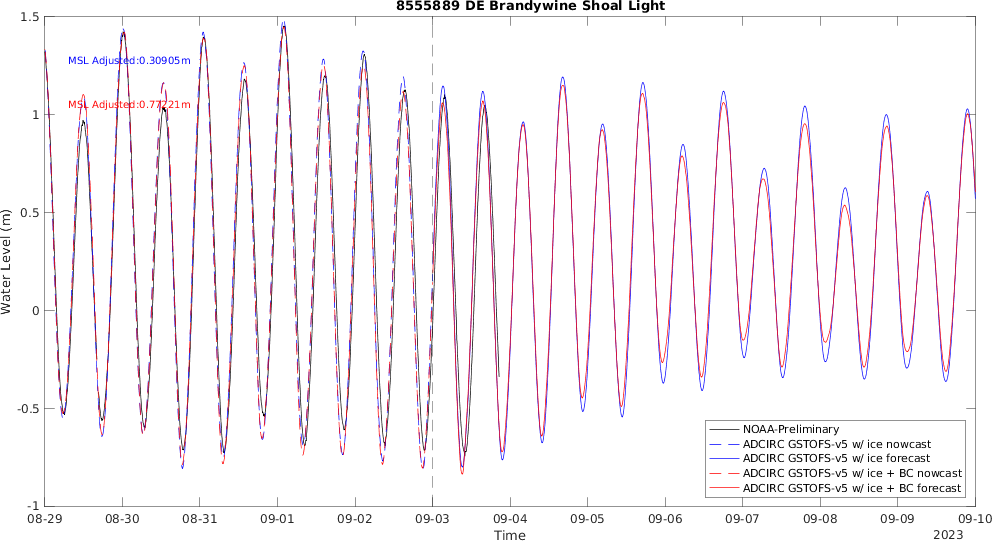 8555889 DE Brandywine Shoal Light
1.5
MSL Adjusted:0.30905m
MSL Adjusted:0.77221m
1
0.5
0
-0.5
-1
Water Level (m)
NOAA-Preliminary
ADCIRC GSTOFS-v5 w/ ice nowcast
ADCIRC GSTOFS-v5 w/ ice forecast
ADCIRC GSTOFS-v5 w/ ice + BC nowcast
ADCIRC GSTOFS-v5 w/ ice + BC forecast
08-29 08-30 08-31 09-01 09-02 09-03 09-04 09-05 09-06 09-07 09-08 09-09 09-10
Time
2023